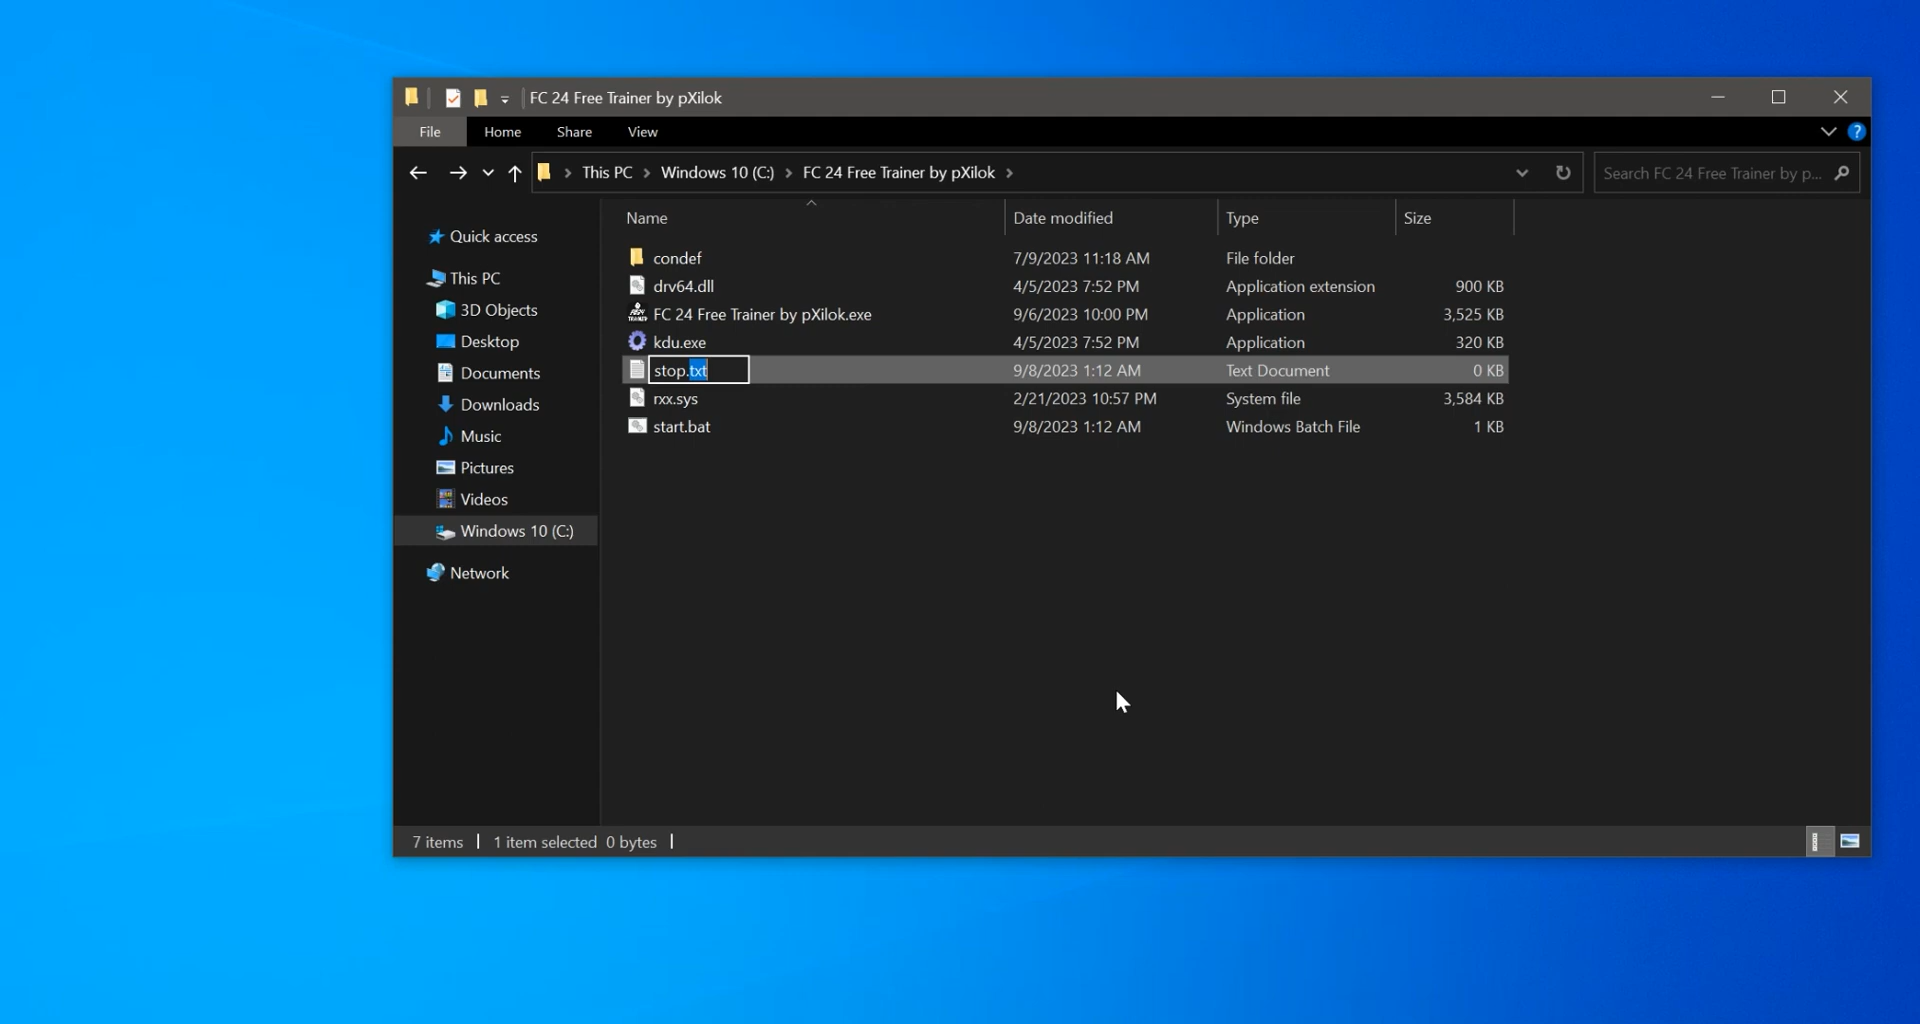 FC 24 Free Trainer by pXilok
File Home Share View ?
This PC Windows 10 (C:) FC 24 Free Trainer by pXilok Search FC 24 Free Trainer by p...
Name Date modified Type Size
Quick access
This PC
3D Objects
Desktop
Documents
Downloads
Music
Pictures
Videos
Windows 10 (C:)
Network
condef 7/9/2023 11:18 AM File folder
drv64.dll 4/5/2023 7:52 PM Application extension 900 KB
FC 24 Free Trainer by pXilok.exe 9/6/2023 10:00 PM Application 3,525 KB
kdu.exe 4/5/2023 7:52 PM Application 320 KB
stop.txt 9/8/2023 1:12 AM Text Document 0 KB
rxx.sys 2/21/2023 10:57 PM System file 3,584 KB
start.bat 9/8/2023 1:12 AM Windows Batch File 1 KB
7 items 1 item selected 0 bytes